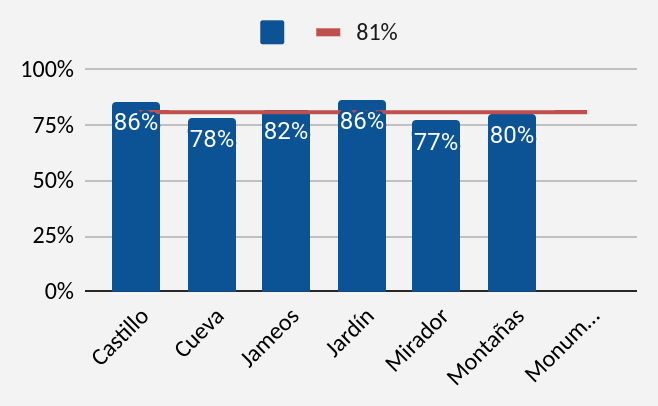 81%
100%
75%
50%
25%
0%
86%
78%
82%
86%
77%
80%
Castillo
Cueva
Jameos
Jardín
Mirador
Montañas
Monum...